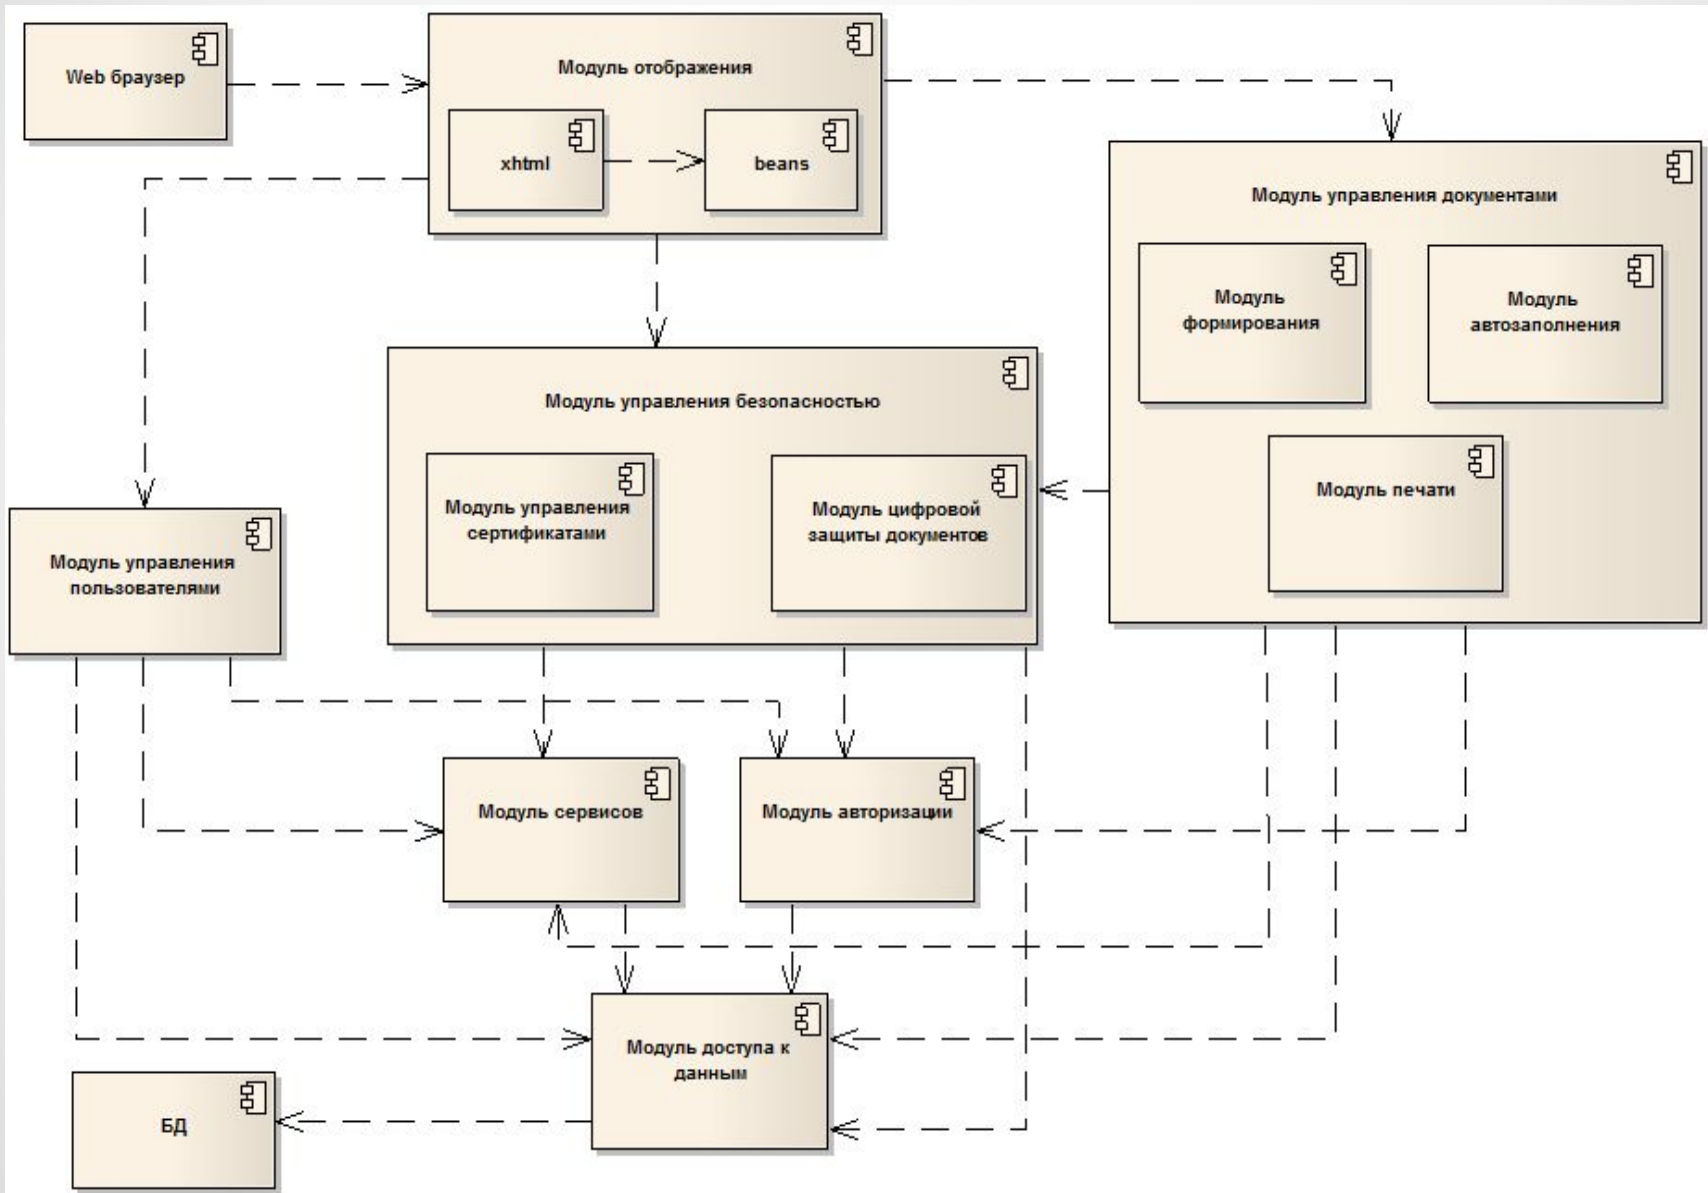 Web браузер
Модуль отображения
xhtml
beans
Модуль управления документами
Модуль
формирования
Модуль
автозаполнения
Модуль печати
Модуль управления безопасностью
Модуль управления
сертификатами
Модуль цифровой
защиты документов
Модуль управления
пользователями
Модуль сервисов
Модуль авторизации
Модуль доступа к
данным
БД